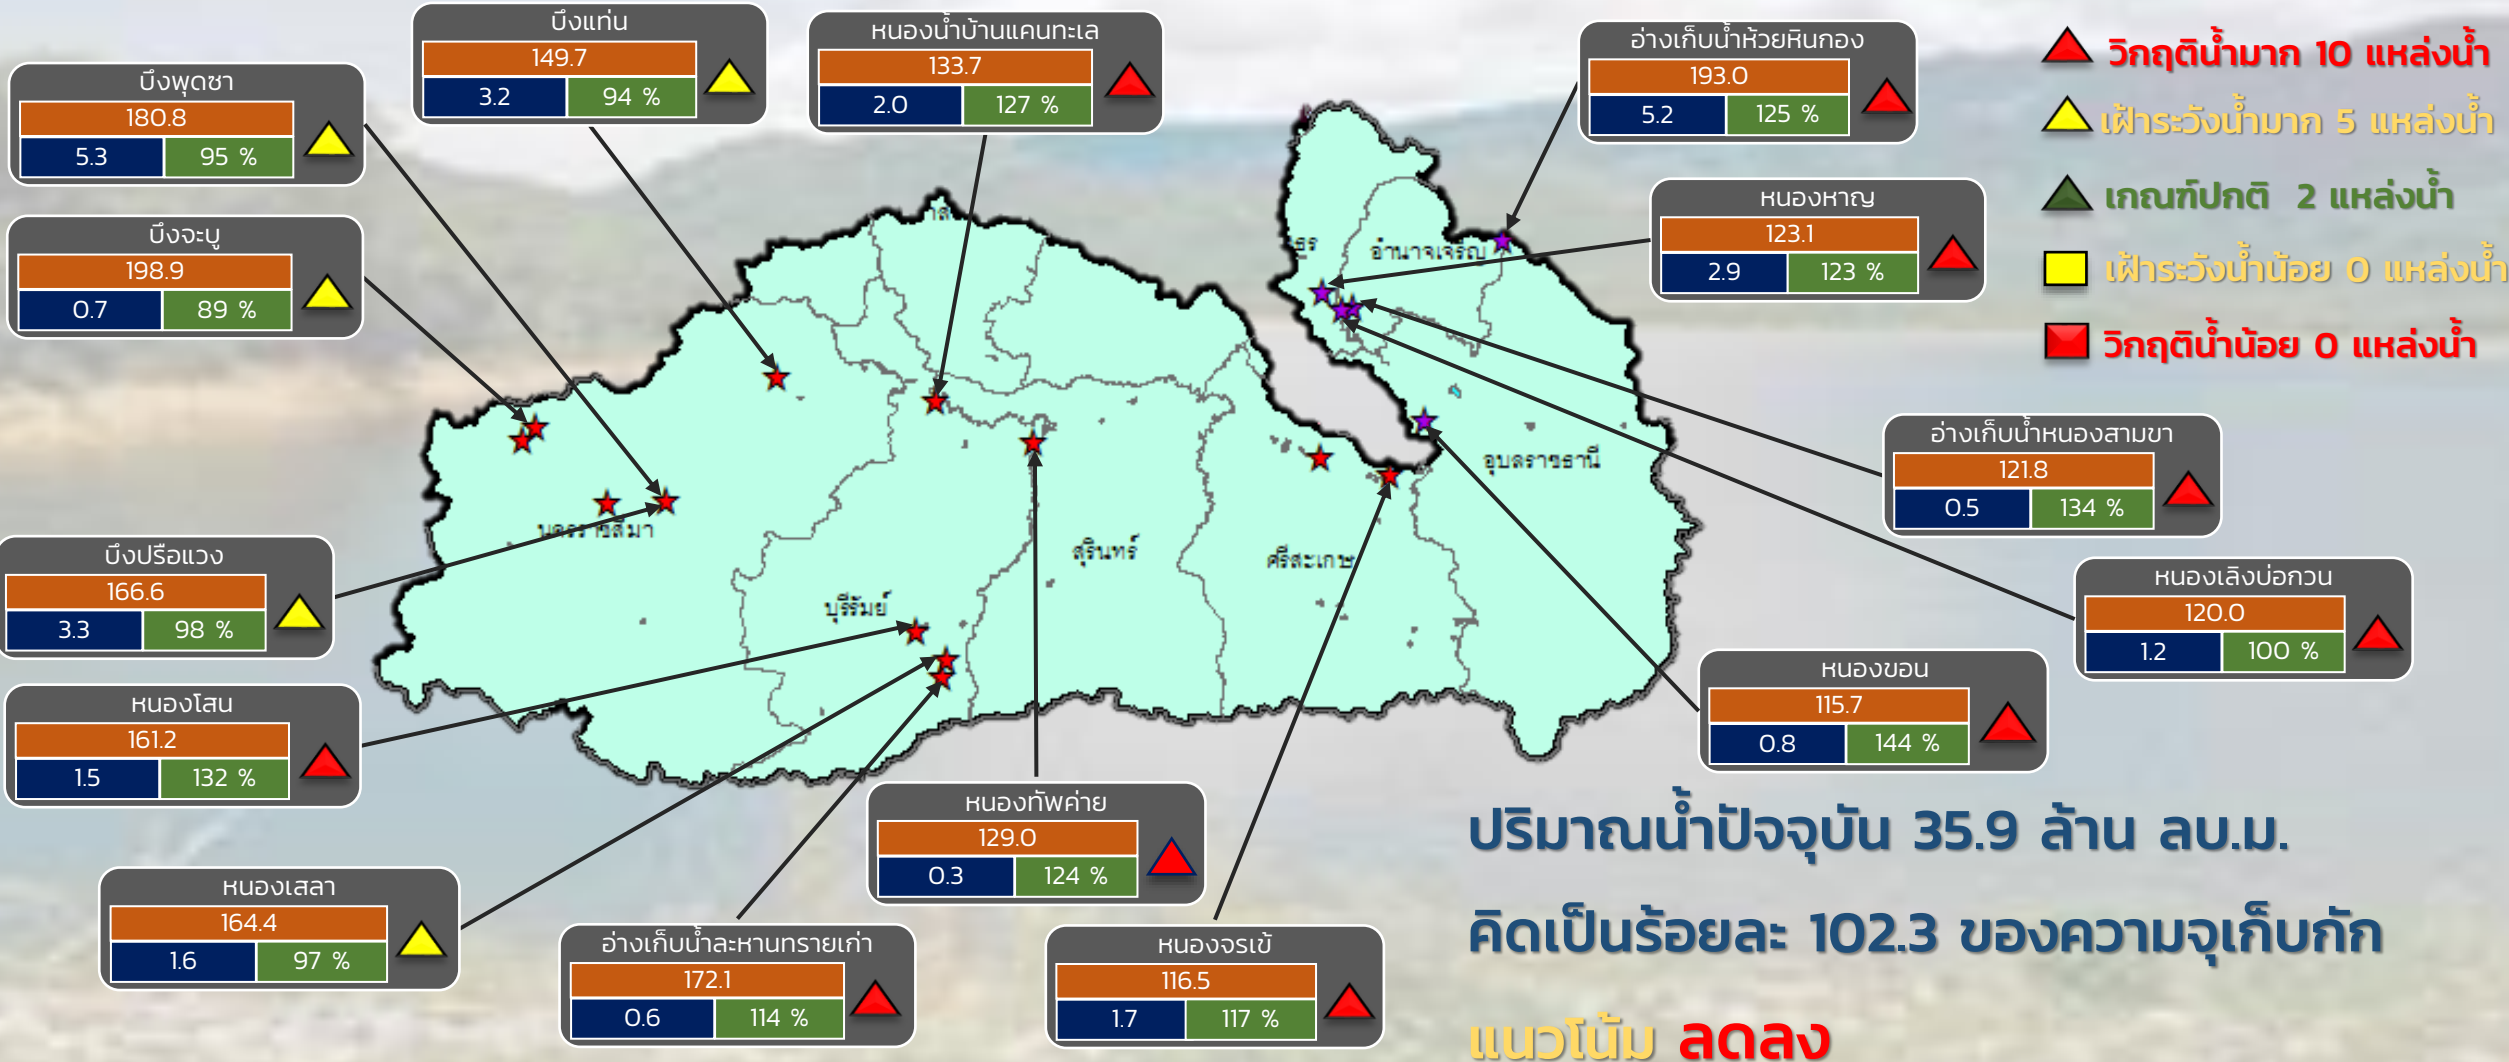 บึงแท่น
149.7
3.2 94 %
หนองน้ำบ้านแคนทะเล
133.7
2.0 127 %
อ่างเก็บน้ำห้วยหินกอง
193.0
5.2 125 %
วิกฤติน้ำมาก 10 แหล่งน้ำ
เฝ้าระวังน้ำมาก 5 แหล่งน้ำ
เกณฑ์ปกติ 2 แหล่งน้ำ
เฝ้าระวังน้ำน้อย 0 แหล่งน้ำ
วิกฤติน้ำน้อย 0 แหล่งน้ำ
บึงพุดซา
180.8
5.3 95 %
บึงจะบู
198.9
0.7 89 %
หนองหาญ
123.1
2.9 123 %
อำนาจเจริญ
อ่างเก็บน้ำหนองสามขา
121.8
0.5 134 %
อุบลราชธานี
นครราชสีมา
สุรินทร์
ศรีสะเกษ
บุรีรัมย์
บึงปรือแวง
166.6
3.3 98 %
หนองเลิงบ่อกวน
120.0
1.2 100 %
หนองขอน
115.7
0.8 144 %
หนองโสน
161.2
1.5 132 %
หนองทัพค่าย
129.0
0.3 124 %
หนองเสลา
164.4
1.6 97 %
อ่างเก็บน้ำละหานทรายเก่า
172.1
0.6 114 %
หนองจรเข้
116.5
1.7 117 %
ปริมาณน้ำปัจจุบัน 35.9 ล้าน ลบ.ม.
คิดเป็นร้อยละ 102.3 ของความจุเก็บกัก
แนวโน้ม ลดลง